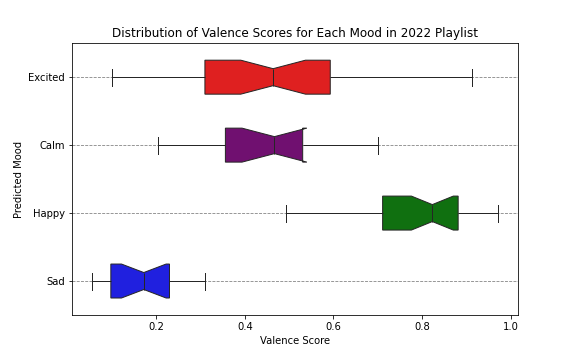 Distribution of Valence Scores for Each Mood in 2022 Playlist
Excited
Calm
Happy
Sad
Predicted Mood
0.2 0.4 0.6 0.8 1.0
Valence Score